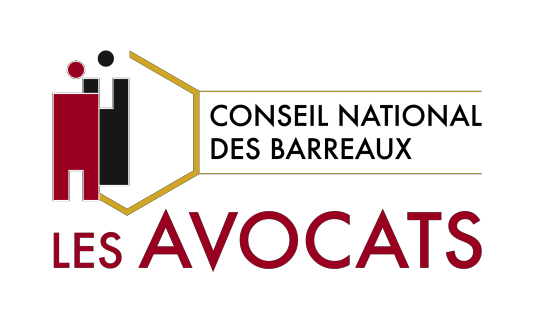 CONSEIL NATIONAL
DES BARREAUX
LES AVOCATS